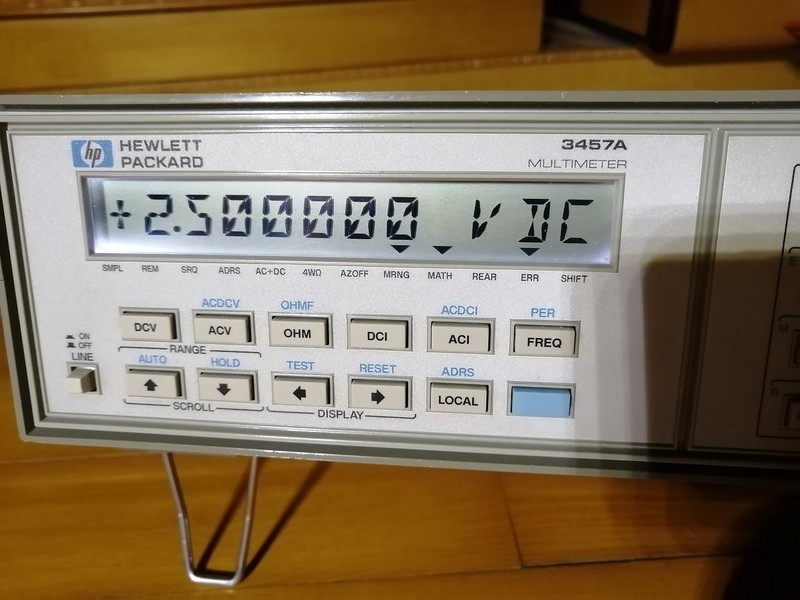 hp HEWLETT PACKARD
3457A
MULTIMETER
+2.500000 V DC
SMPL REM SRQ ADRS AC+DC 4WΩ AZOFF MRNG MATH REAR ERR SHIFT
ACDCV OHMF ACDCI PER
DCV ACV OHM DCI ACI FREQ
ON
OFF
LINE
RANGE
AUTO HOLD TEST RESET ADRS
LOCAL
SCROLL DISPLAY